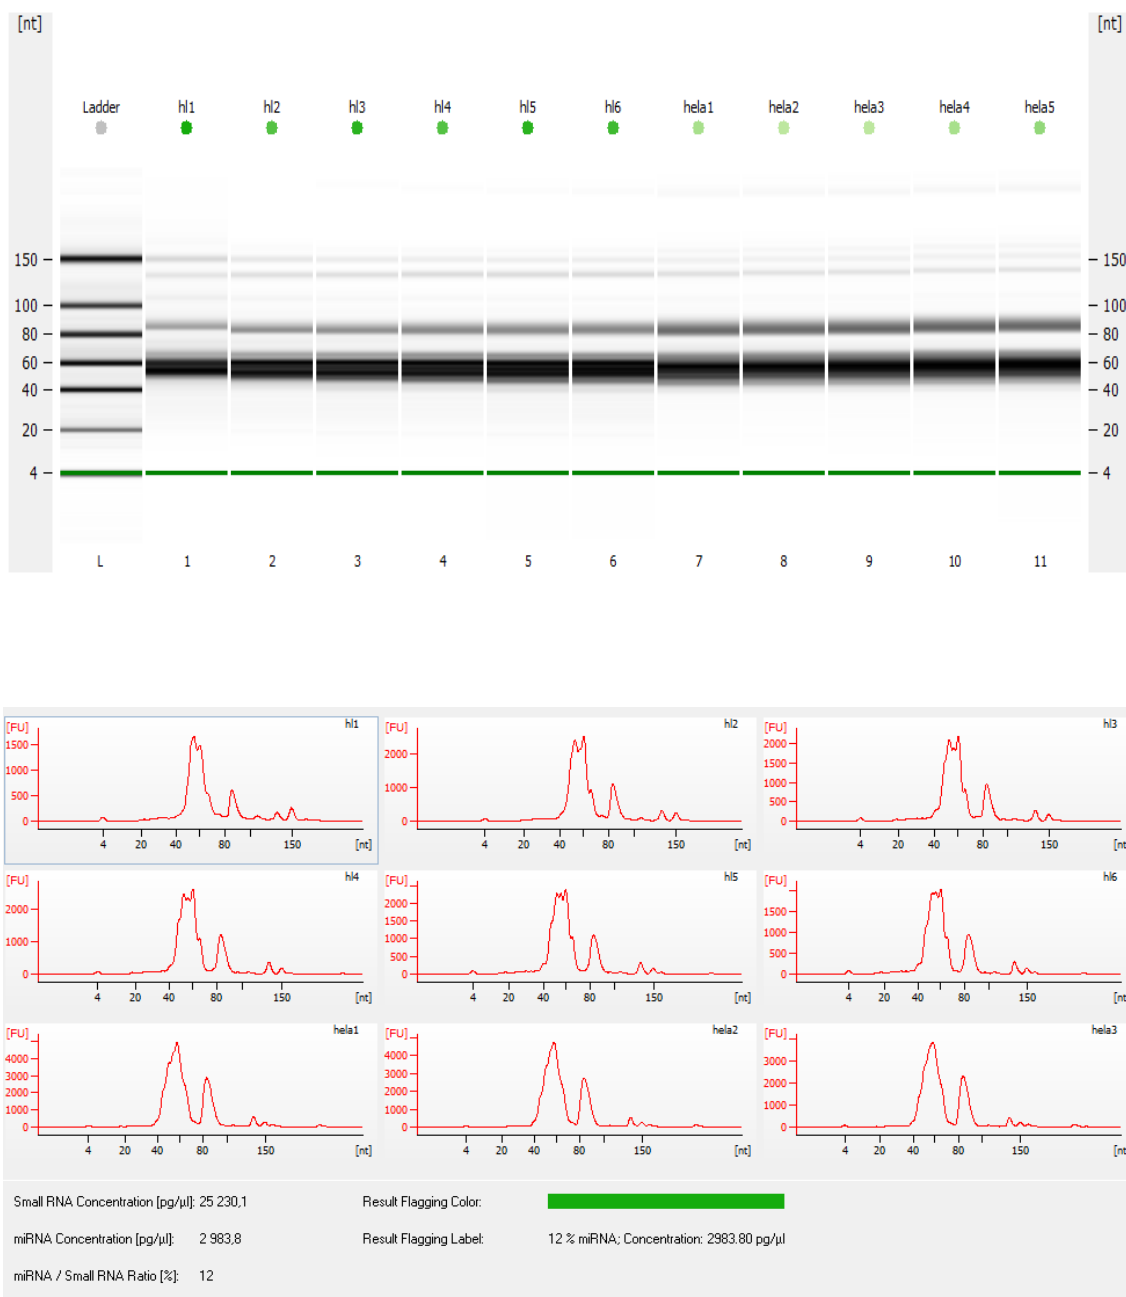 [nt] [nt]
Ladder hl1 hl2 hl3 hl4 hl5 hl6 hela1 hela2 hela3 hela4 hela5
150 150
100 100
80 80
60 60
40 40
20 20
4 4
L 1 2 3 4 5 6 7 8 9 10 11
[FU] hl1
1500
1000
500
0
4 20 40 80 150 [nt]
[FU] hl2
2000
1000
0
4 20 40 80 150 [nt]
[FU] hl3
2000
1500
1000
500
0
4 20 40 80 150 [nt]
[FU] hl4
2000
1000
0
4 20 40 80 150 [nt]
[FU] hl5
2000
1500
1000
500
0
4 20 40 80 150 [nt]
[FU] hl6
1500
1000
500
0
4 20 40 80 150 [nt]
[FU] hela1
4000
3000
2000
1000
0
4 20 40 80 150 [nt]
[FU] hela2
4000
3000
2000
1000
0
4 20 40 80 150 [nt]
[FU] hela3
3000
2000
1000
0
4 20 40 80 150 [nt]
Small RNA Concentration [pg/µl]: 25 230,1 Result Flagging Color:
miRNA Concentration [pg/µl]: 2 983,8 Result Flagging Label: 12 % miRNA; Concentration: 2983.80 pg/µl
miRNA / Small RNA Ratio [%]: 12